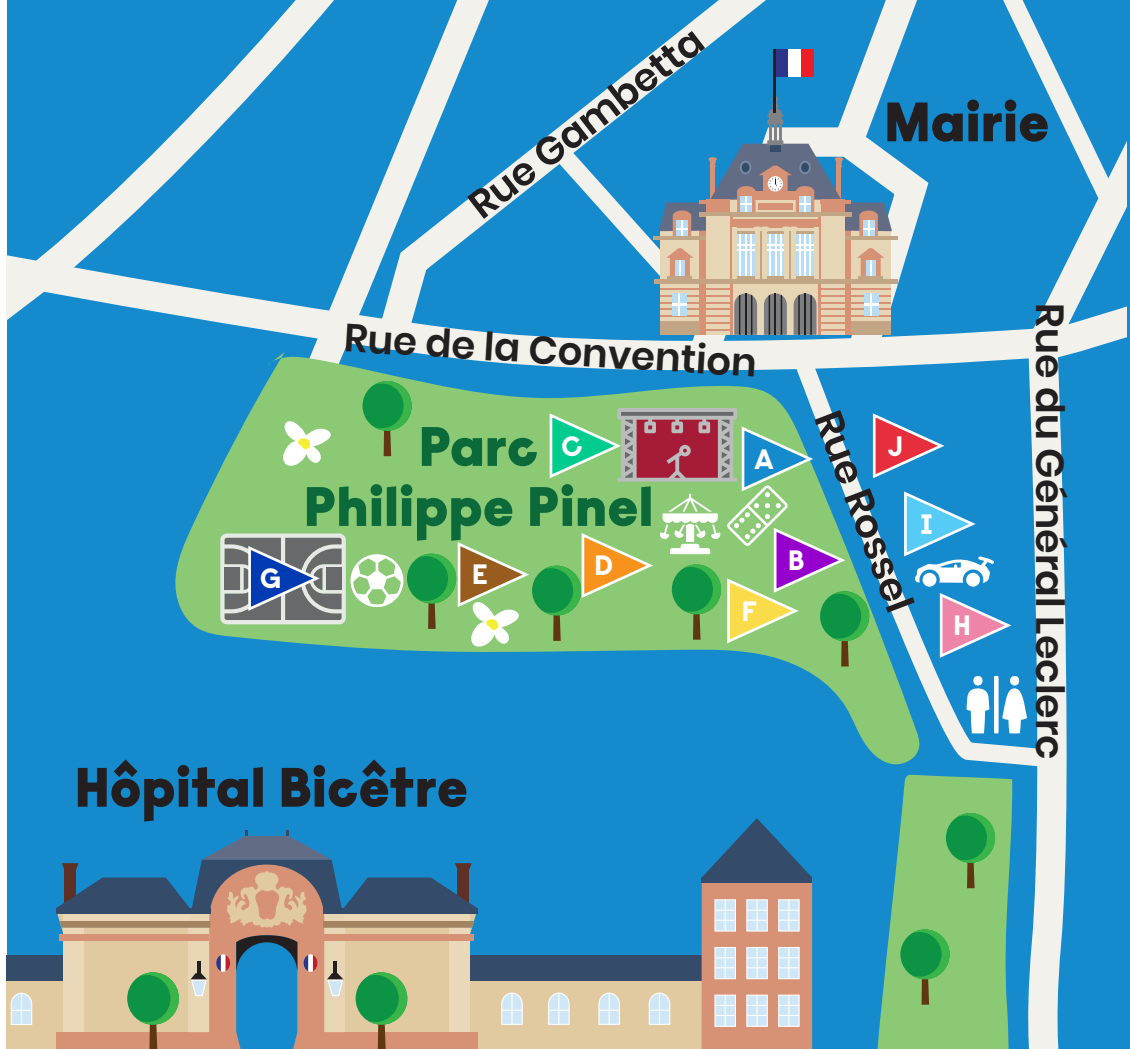 Rue Gambetta
Mairie
Rue de la Convention
Rue du Général Leclerc
Rue Rossel
Parc
Philippe Pinel
C
A
J
I
B
D
E
G
F
H
Hôpital Bicêtre